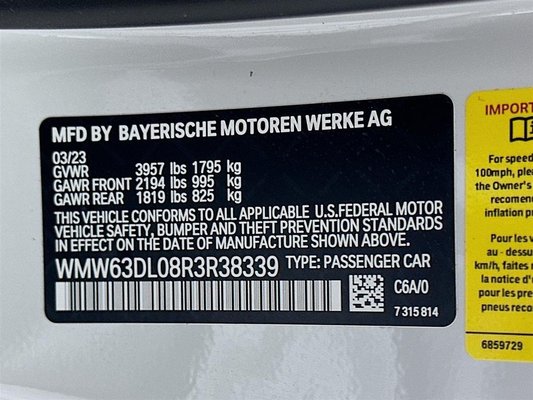 MFD BY BAYERISCHE MOTOREN WERKE AG
03/23
GVWR 3957 lbs 1795 kg
GAWR FRONT 2194 lbs 995 kg
GAWR REAR 1819 lbs 825 kg
THIS VEHICLE CONFORMS TO ALL APPLICABLE U.S.FEDERAL MOTOR
VEHICLE SAFETY, BUMPER AND THEFT PREVENTION STANDARDS
IN EFFECT ON THE DATE OF MANUFACTURE SHOWN ABOVE.
WMW63DL08R3R38339 TYPE: PASSENGER CAR
C6A/0
7 315 814
IMPORT
For speed
100mph, ple
the Owner's
recomen
inflation p
Pour les v
au - dessu
km/h, faites
la notice d'
pour les pre
pneus recor
6859729